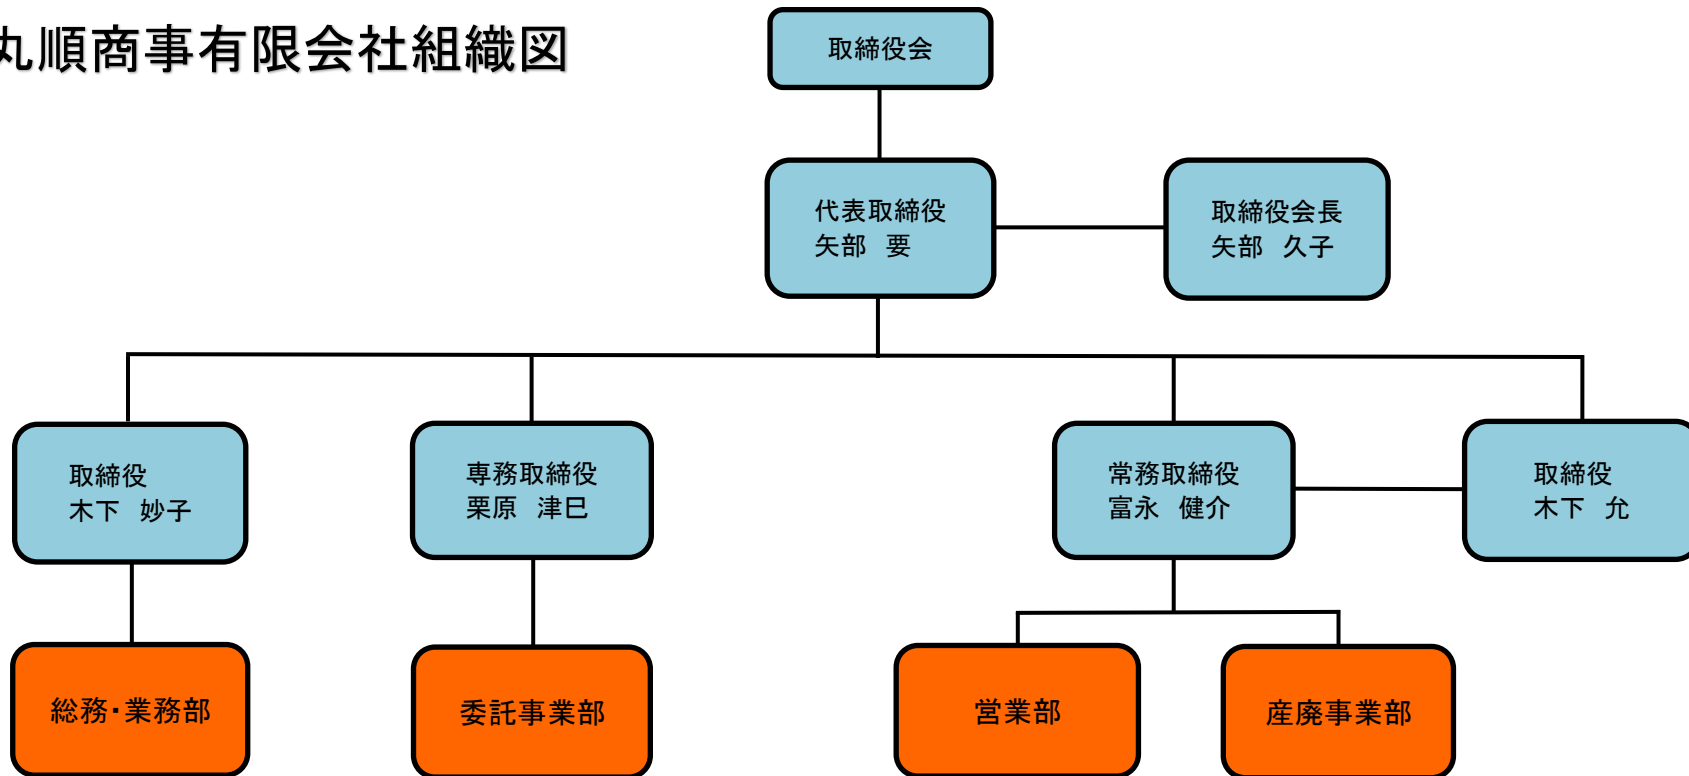 丸順商事有限会社組織図
取締役会
代表取締役
矢部 要
取締役会長
矢部 久子
取締役
木下 妙子
専務取締役
栗原 津巳
常務取締役
富永 健介
取締役
木下 允
総務・業務部
委託事業部
営業部
産廃事業部